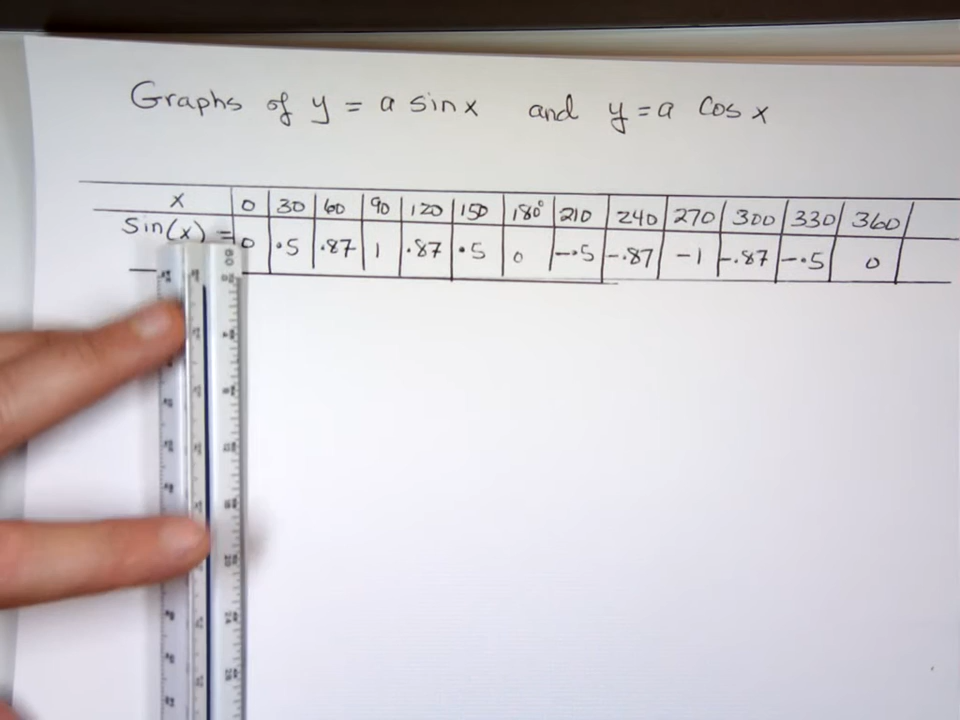 Graphs of y = a sin x and y = a cos x
x 0 30 60 90 120 150 180° 210 240 270 300 330 360
sin(x) = 0 .5 .87 1 .87 .5 0 -.5 -.87 -1 -.87 -.5 0